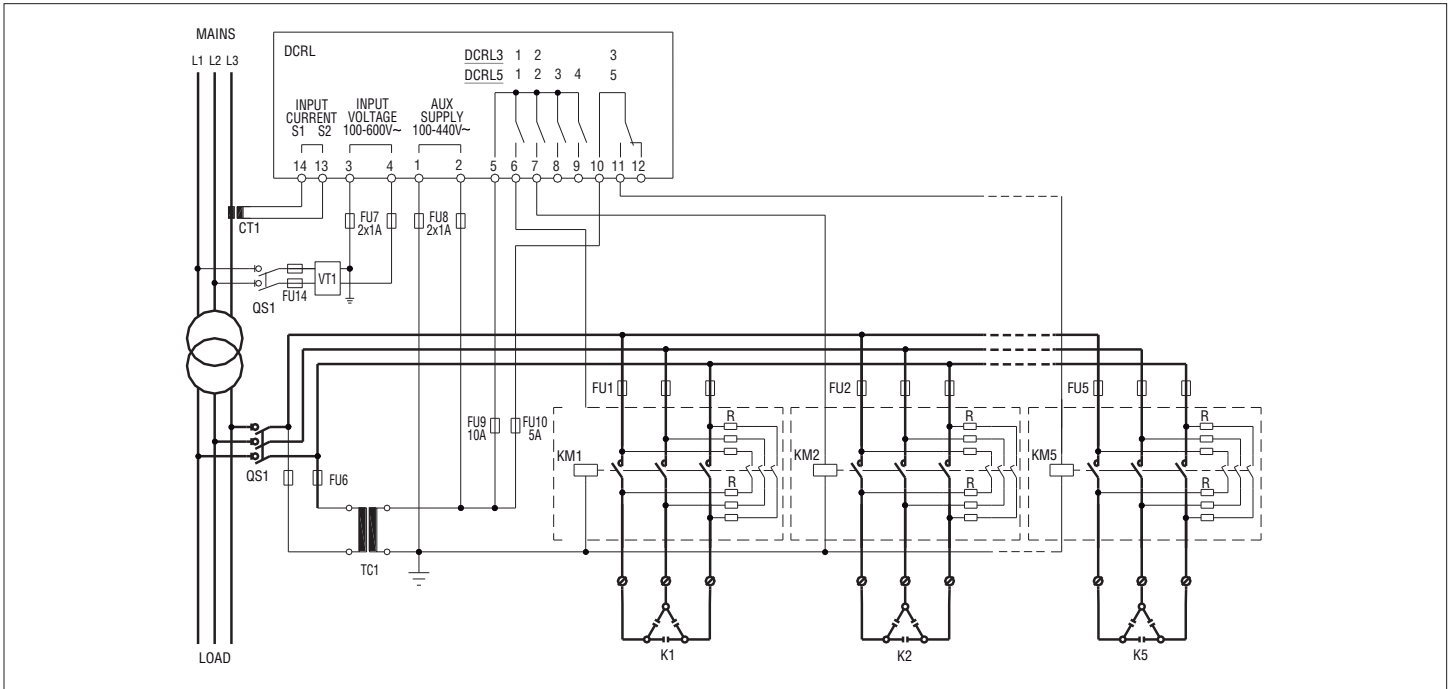 MAINS
L1 L2 L3
DCRL
DCRL3 1 2 3
DCRL5 1 2 3 4 5
INPUT CURRENT
S1 S2
INPUT VOLTAGE
100-600V~
AUX SUPPLY
100-440V~
14 13 3 4 1 2 5 6 7 8 9 10 11 12
CT1
FU7
2x1A
FU8
2x1A
VT1
FU14
QS1
FU1
FU2
FU5
FU9
10A
FU10
5A
R
R
R
KM1
KM2
KM5
QS1
FU6
R
R
R
TC1
LOAD
K1
K2
K5